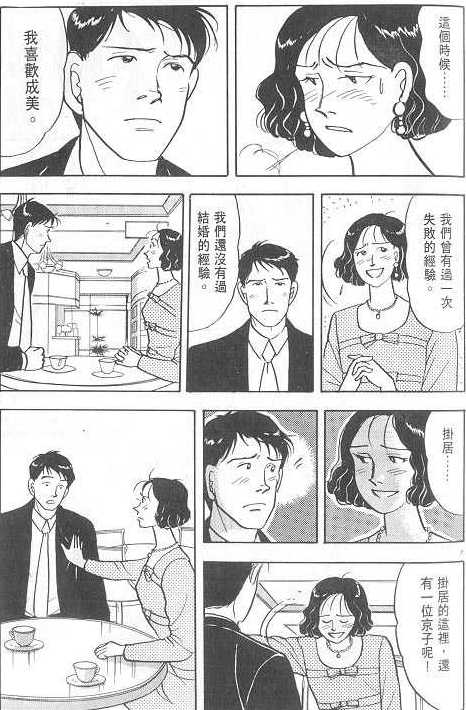 這個時候……
我喜歡成美。
我們曾有過一次
失敗的經驗。
我們還沒有過
結婚的經驗。
掛居……
掛居的這裡，還
有一位京子呢！